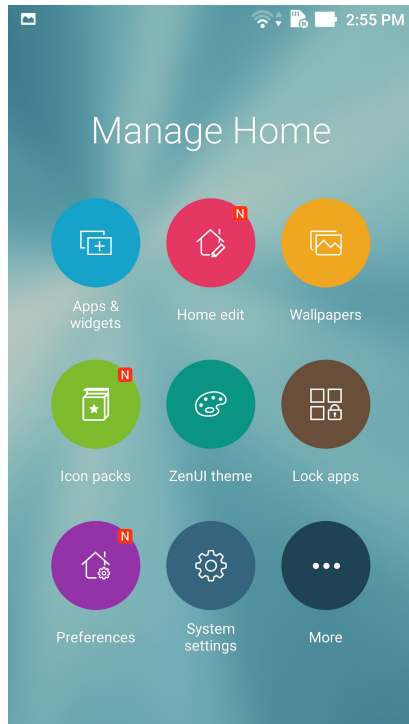 2:55 PM
Manage Home
N
Apps &
widgets
Home edit
Wallpapers
N
Icon packs
ZenUI theme
Lock apps
N
Preferences
System
settings
More